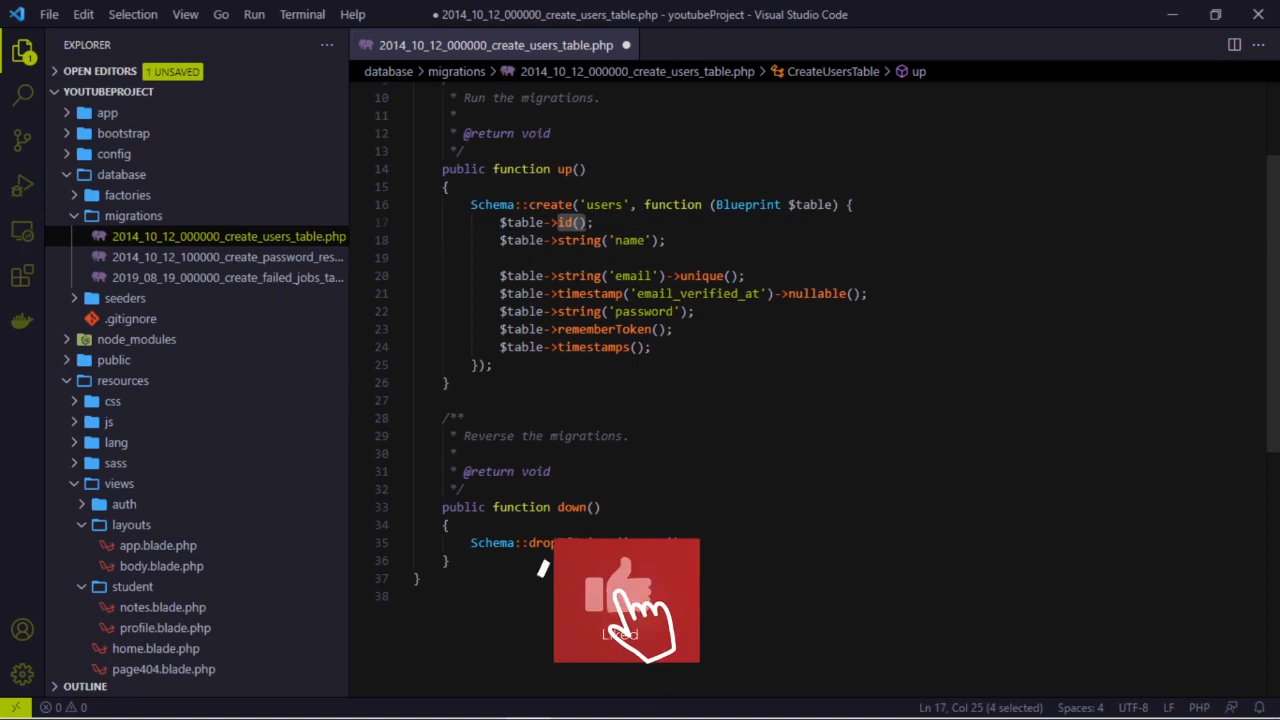 File Edit Selection View Go Run Terminal Help
● 2014_10_12_000000_create_users_table.php - youtubeProject - Visual Studio Code
EXPLORER
OPEN EDITORS 1 UNSAVED
YOUTUBEPROJECT
app
bootstrap
config
database
factories
migrations
2014_10_12_000000_create_users_table.php
2014_10_12_100000_create_password_res...
2019_08_19_000000_create_failed_jobs_ta...
seeders
.gitignore
node_modules
public
resources
css
js
lang
sass
views
auth
layouts
app.blade.php
body.blade.php
student
notes.blade.php
profile.blade.php
home.blade.php
page404.blade.php
OUTLINE
1
2014_10_12_000000_create_users_table.php
database > migrations > 2014_10_12_000000_create_users_table.php > CreateUsersTable > up
10 * Run the migrations.
11 *
12 * @return void
13 */
14 public function up()
15 {
16 Schema::create('users', function (Blueprint $table) {
17 $table->id();
18 $table->string('name');
19
20 $table->string('email')->unique();
21 $table->timestamp('email_verified_at')->nullable();
22 $table->string('password');
23 $table->rememberToken();
24 $table->timestamps();
25 });
26 }
27
28 /**
29 * Reverse the migrations.
30 *
31 * @return void
32 */
33 public function down()
34 {
35 Schema::drop
36 }
37 }
38
Liked
0 0
Ln 17, Col 25 (4 selected) Spaces: 4 UTF-8 LF PHP